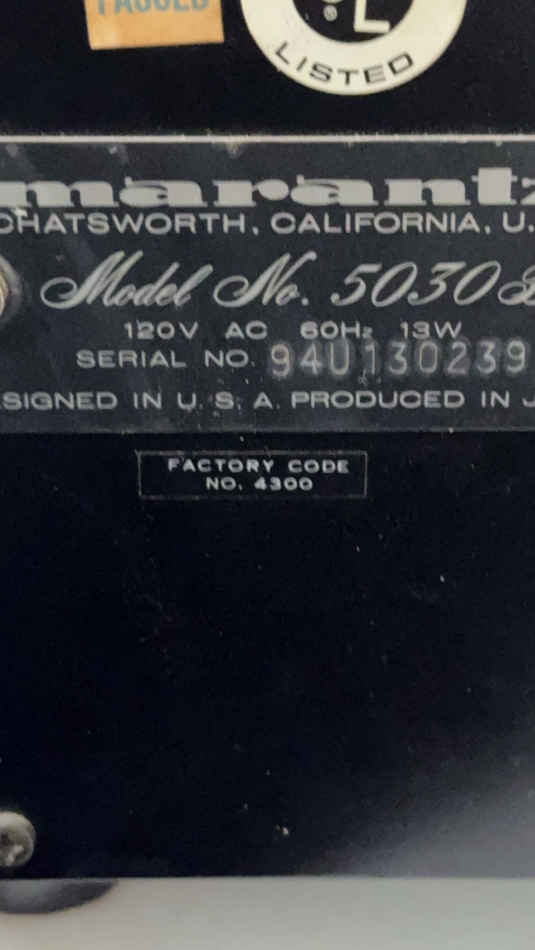 LISTED
marantz
CHATSWORTH, CALIFORNIA, U.
Model No. 5030B
120V AC 60Hz 13W
SERIAL NO. 94U130239
SIGNED IN U.S.A. PRODUCED IN J
FACTORY CODE
NO. 4300